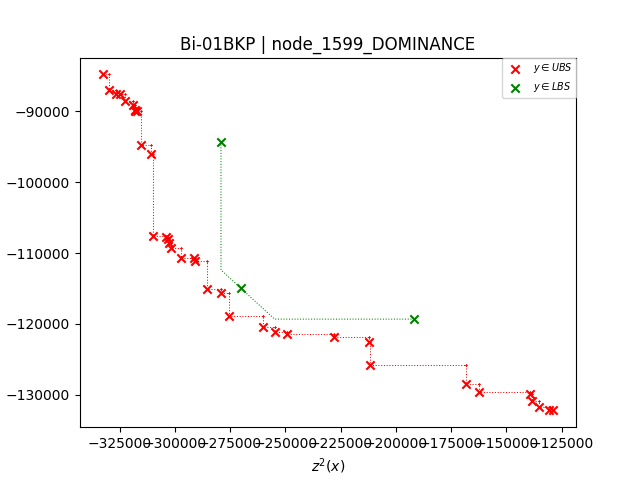 Bi-01BKP | node_1599_DOMINANCE
y ∈ UBS
y ∈ LBS
−90000
−100000
−110000
−120000
−130000
−325000 −300000 −275000 −250000 −225000 −200000 −175000 −150000 −125000
z²(x)